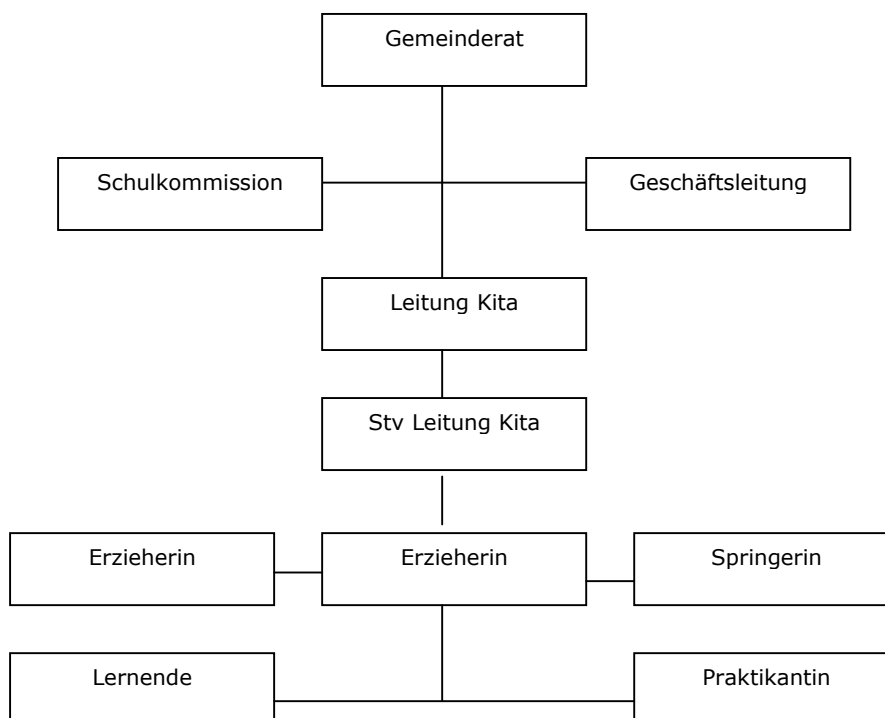 Gemeinderat
Schulkommission
Geschäftsleitung
Leitung Kita
Stv Leitung Kita
Erzieherin
Erzieherin
Springerin
Lernende
Praktikantin